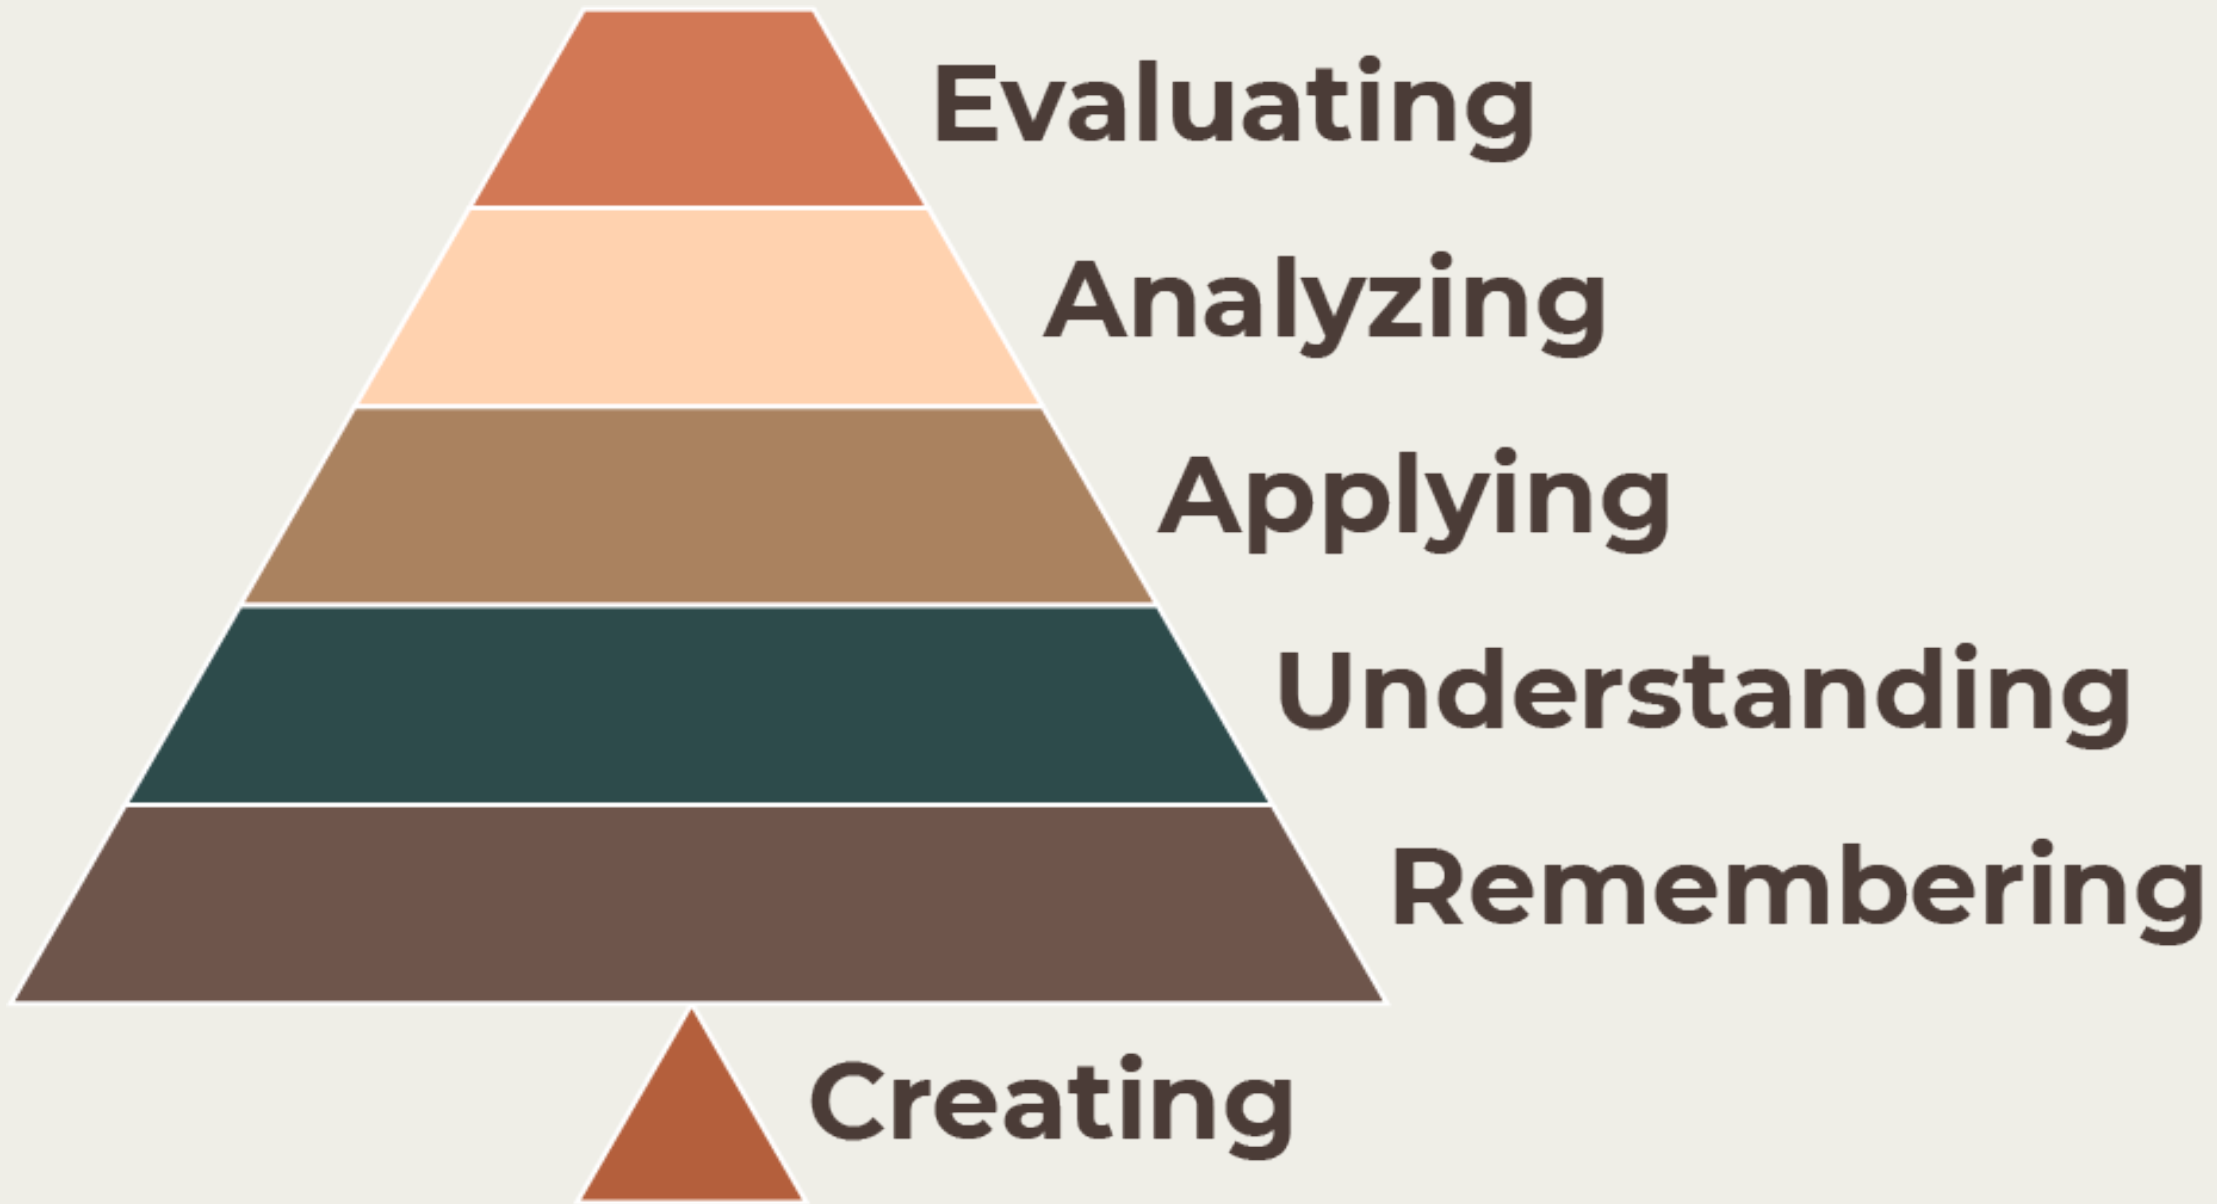 Evaluating
Analyzing
Applying
Understanding
Remembering
Creating